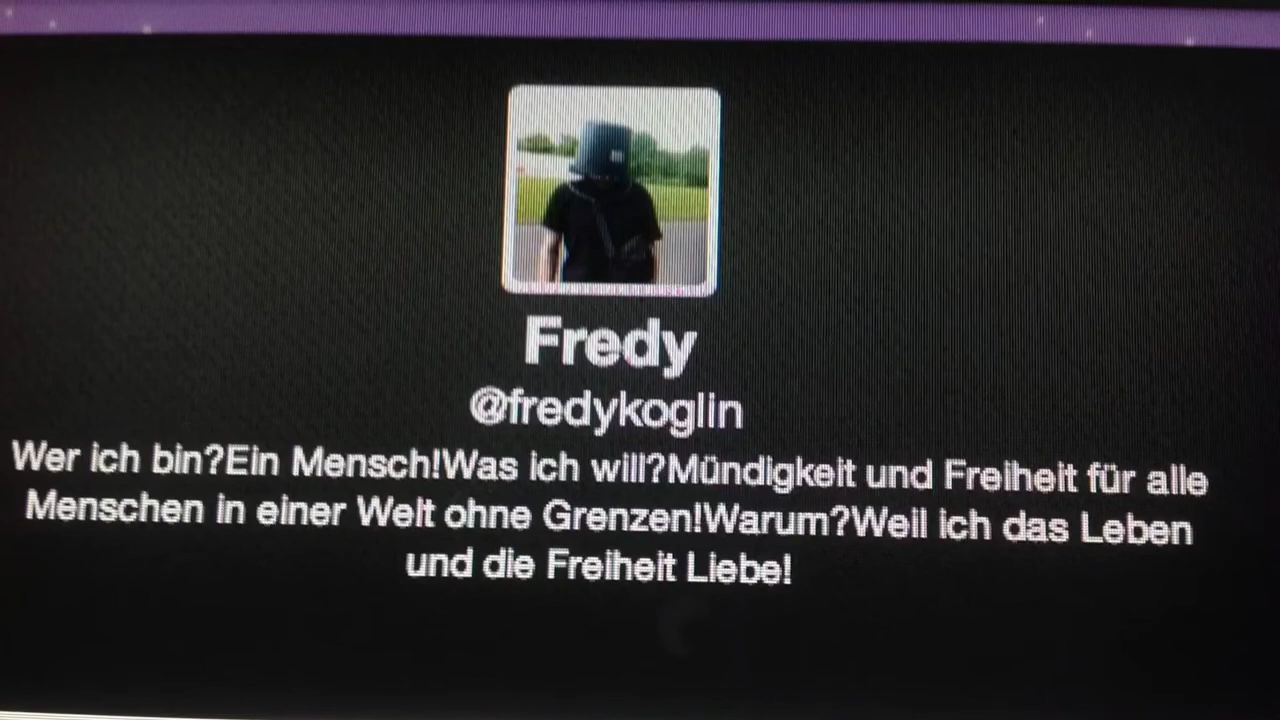 Fredy
@fredykoglin
Wer ich bin?Ein Mensch!Was ich will?Mündigkeit und Freiheit für alle
Menschen in einer Welt ohne Grenzen!Warum?Weil ich das Leben
und die Freiheit Liebe!